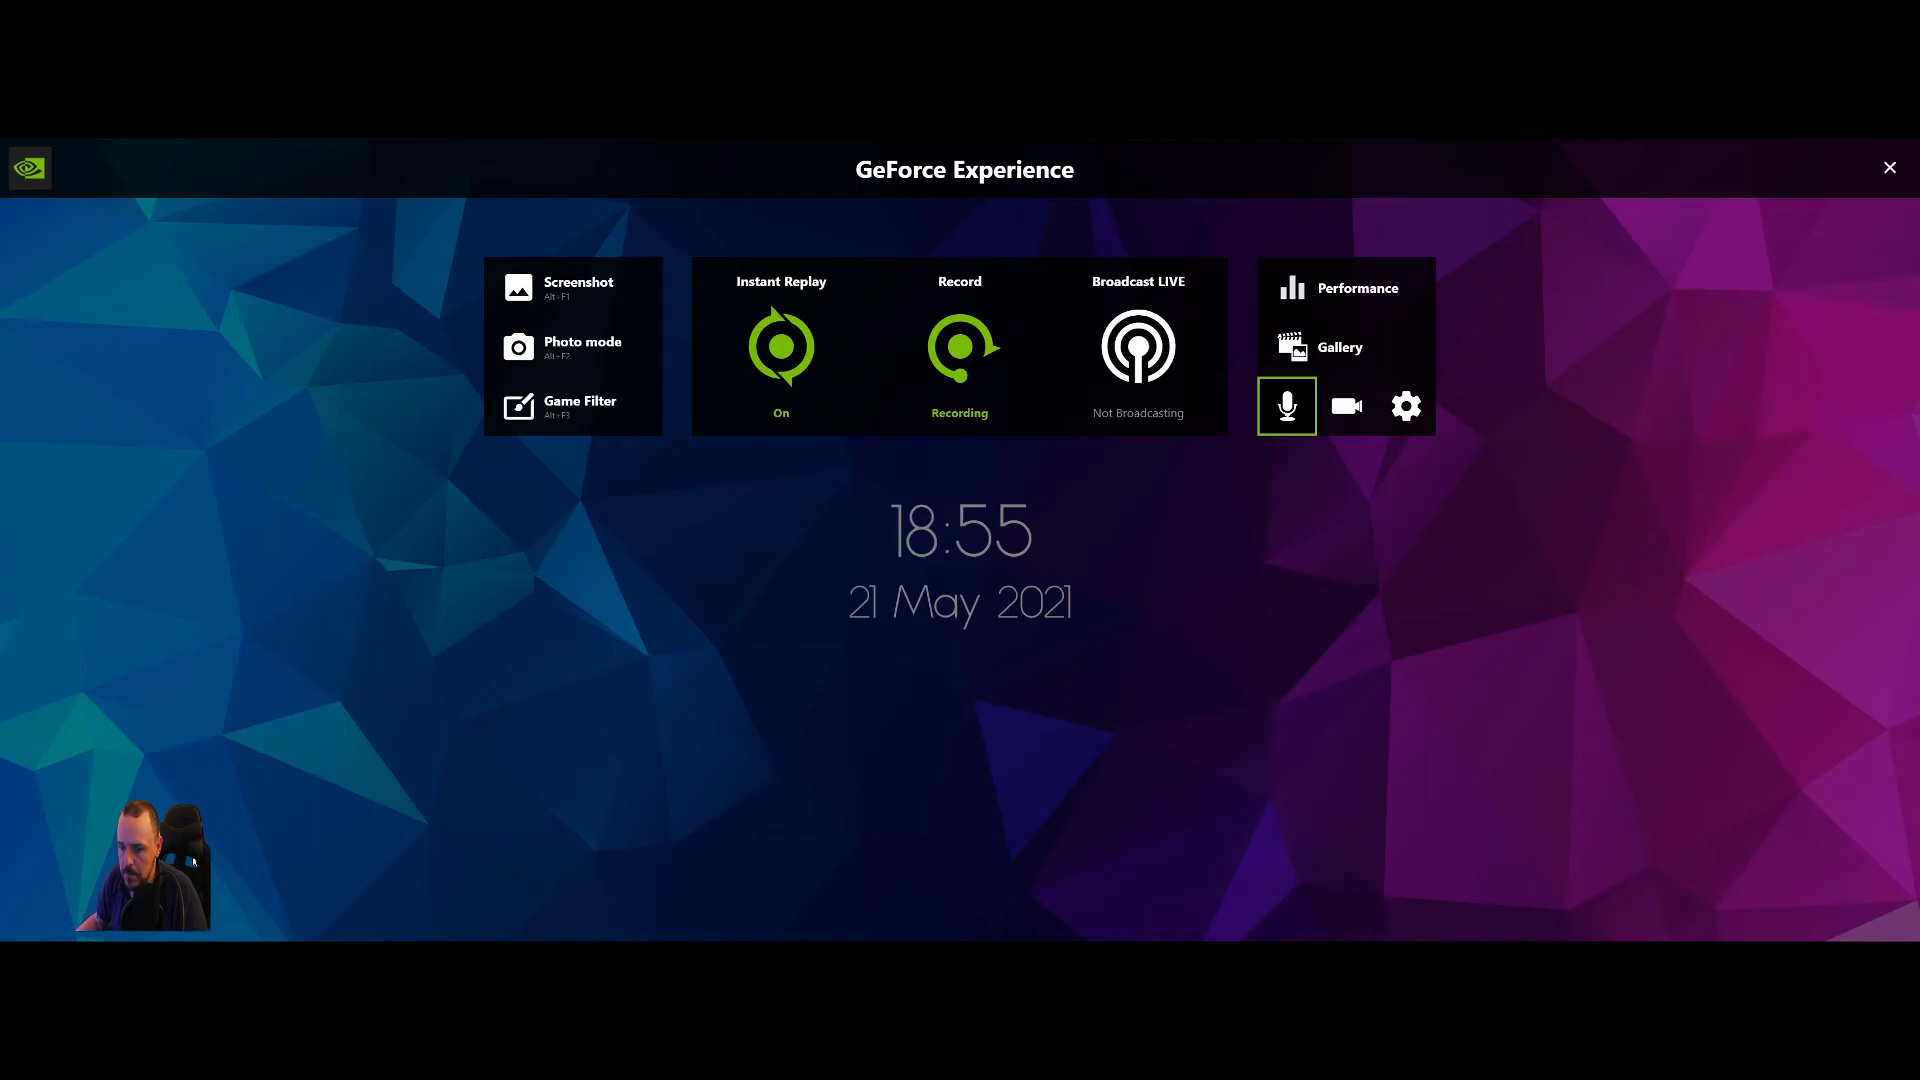 GeForce Experience
Screenshot
Alt+F1
Photo mode
Alt+F2
Game Filter
Alt+F3
Instant Replay
On
Record
Recording
Broadcast LIVE
Not Broadcasting
Performance
Gallery
18:55
21 May 2021